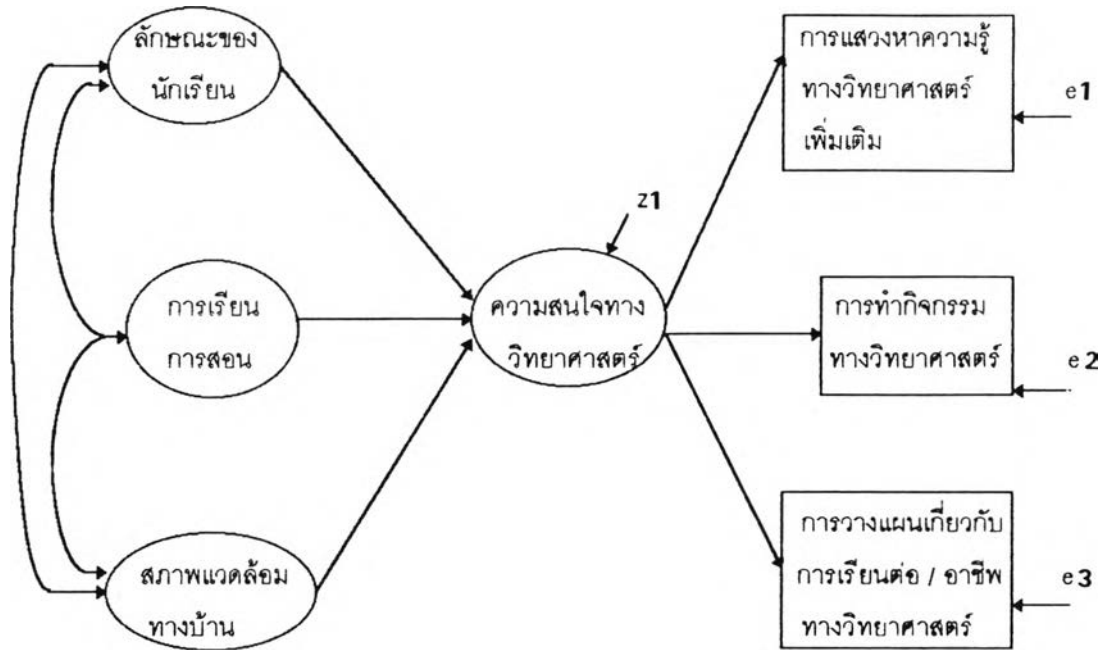 ลักษณะของ
นักเรียน
การเรียน
การสอน
สภาพแวดล้อม
ทางบ้าน
z1
ความสนใจทาง
วิทยาศาสตร์
การแสวงหาความรู้
ทางวิทยาศาสตร์
เพิ่มเติม
e1
การทำกิจกรรม
ทางวิทยาศาสตร์
e2
การวางแผนเกี่ยวกับ
การเรียนต่อ / อาชีพ
ทางวิทยาศาสตร์
e3